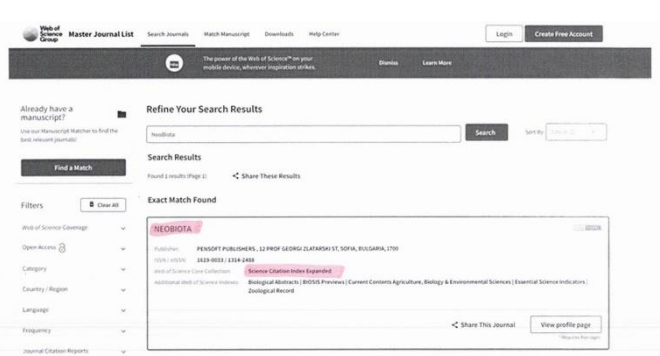 Web of Science Group
Master Journal List
Search Journals
Match Manuscript
Downloads
Help Center
Login
Create Free Account
The power of the Web of Science™ on your
mobile device, wherever inspiration strikes.
Dismiss
Learn More
Already have a
manuscript?
Use our Manuscript Matcher to find the
best relevant journals!
Find a Match
Filters
Clear All
Web of Science Coverage
Open Access
Category
Country / Region
Language
Frequency
Journal Citation Reports
Refine Your Search Results
NeoBiota
Search
Sort By
Search Results
Found 1 results (Page 1)
Share These Results
Exact Match Found
NEOBIOTA
Publisher: PENSOFT PUBLISHERS , 12 PROF GEORGI ZLATARSKI ST, SOFIA, BULGARIA, 1700
ISSN / eISSN: 1619-0033 / 1314-2488
Web of Science Core Collection: Science Citation Index Expanded
Additional Web of Science Indexes: Biological Abstracts | BIOSIS Previews | Current Contents Agriculture, Biology & Environmental Sciences | Essential Science Indicators |
Zoological Record
Share This Journal
View profile page